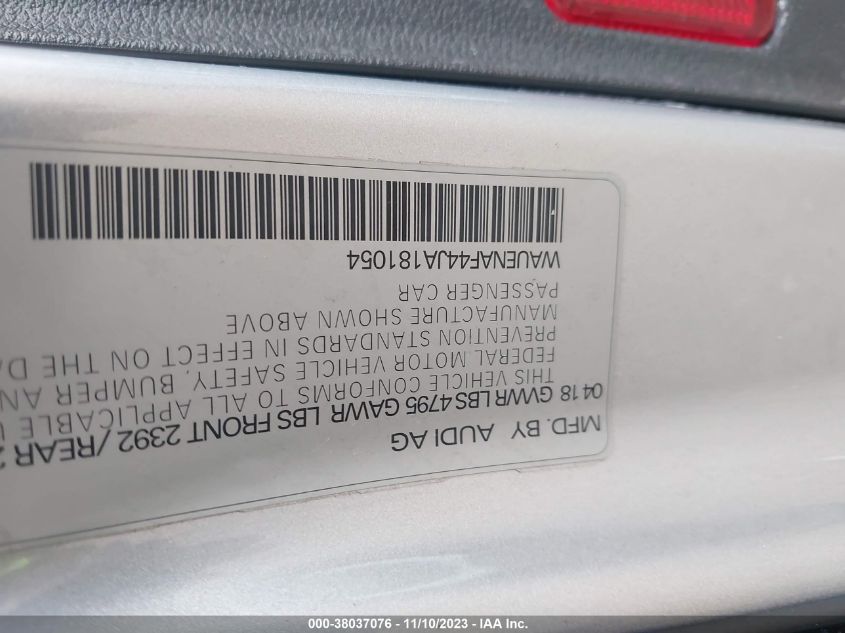 MFD. BY AUDI AG
04 18 GVWR LBS 4795 GAWR LBS FRONT 2392 / REAR
THIS VEHICLE CONFORMS TO ALL APPLICABLE
FEDERAL MOTOR VEHICLE SAFETY, BUMPER
PREVENTION STANDARDS IN EFFECT ON THE
MANUFACTURE SHOWN ABOVE
PASSENGER CAR
WAUENAF44JA181054
000-38037076 - 11/10/2023 - IAA Inc.